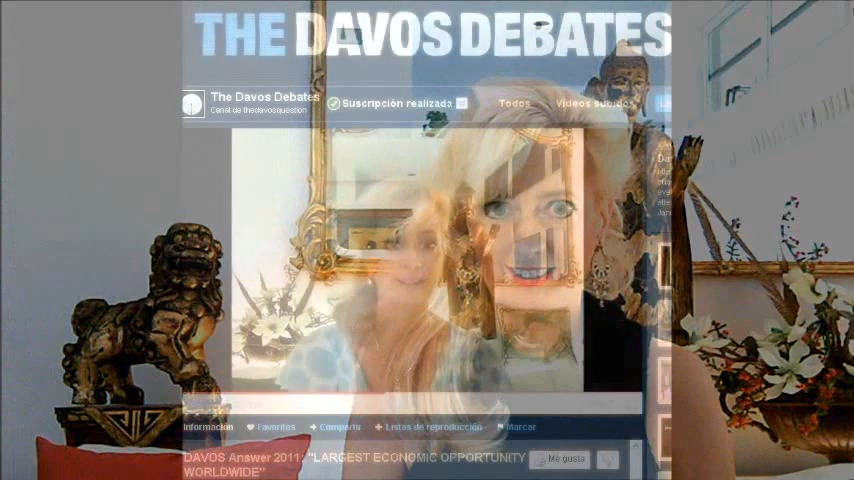 THE DAVOS DEBATES
The Davos Debates
Canal de thedavosquestion
Suscripción realizada
Todos
Videos subidos
Información
Favoritos
Compartir
Listas de reproducción
Marcar
DAVOS Answer 2011: "LARGEST ECONOMIC OPPORTUNITY
WORLDWIDE"
Me gusta